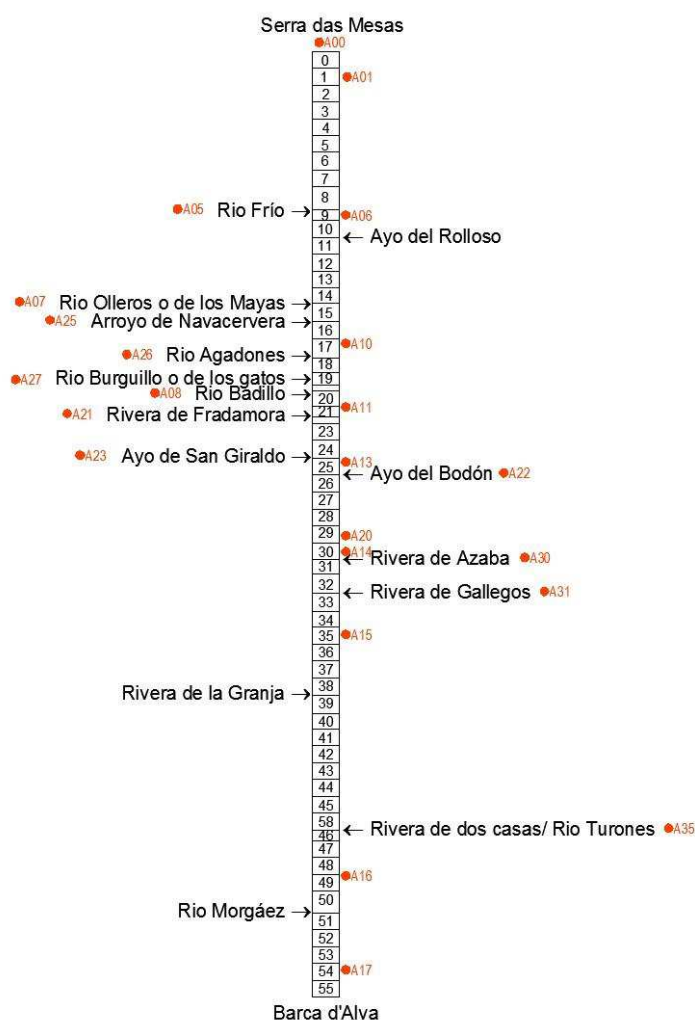 Serra das Mesas
A00
0
1 A01
2
3
4
5
6
7
8
A05 Rio Frío → 9 A06
10 ← Ayo del Rolloso
11
12
13
14
A07 Rio Olleros o de los Mayas → 15
A25 Arroyo de Navacervera → 16
17 A10
A26 Rio Agadones → 18
A27 Rio Burguillo o de los gatos → 19
A08 Rio Badillo → 20
A11
A21 Rivera de Fradamora → 21
23
24
A23 Ayo de San Giraldo → 25 A13
← Ayo del Bodón A22
26
27
28
29 A20
30 A14
← Rivera de Azaba A30
31
32
← Rivera de Gallegos A31
33
34
35 A15
36
37
38
Rivera de la Granja →
39
40
41
42
43
44
45
58
← Rivera de dos casas/ Rio Turones A35
46
47
48
A16
49
50
Rio Morgáez →
51
52
53
54 A17
55
Barca d'Alva